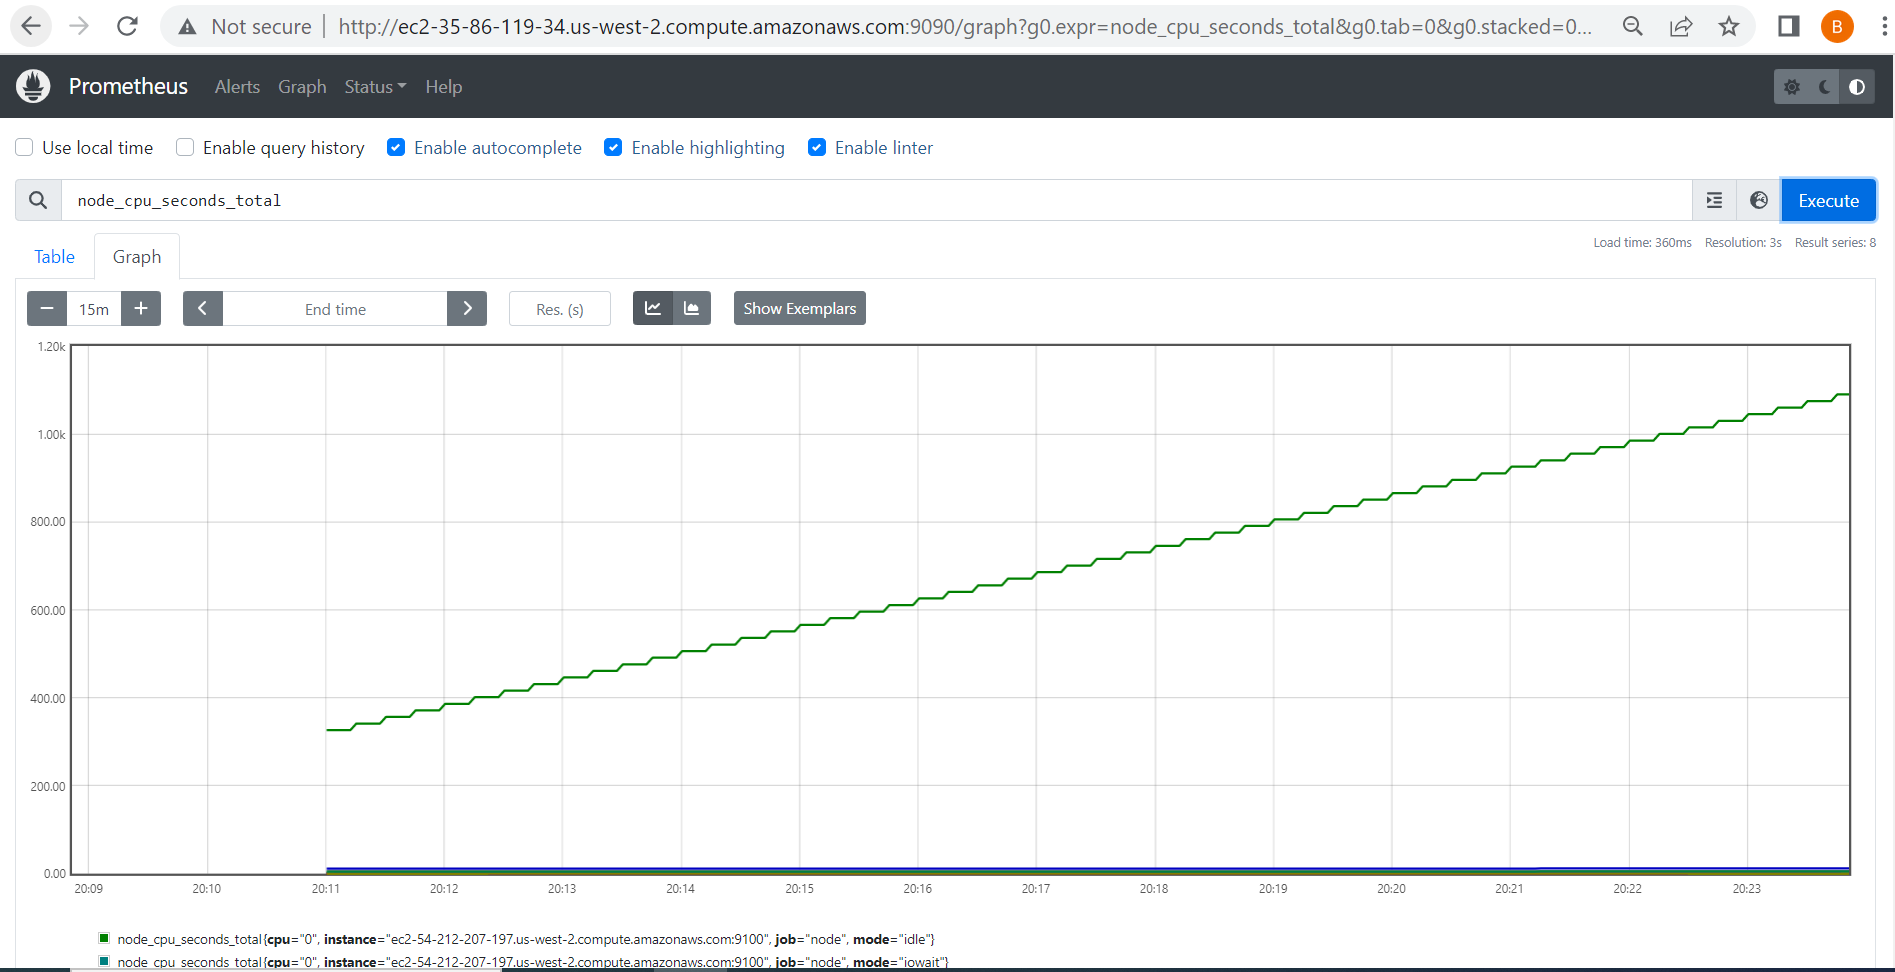 Not secure | http://ec2-35-86-119-34.us-west-2.compute.amazonaws.com:9090/graph?g0.expr=node_cpu_seconds_total&g0.tab=0&g0.stacked=0...
B
Prometheus Alerts Graph Status Help
Use local time Enable query history Enable autocomplete Enable highlighting Enable linter
node_cpu_seconds_total
Execute
Table Graph
Load time: 360ms Resolution: 3s Result series: 8
15m End time Res. (s) Show Exemplars
1.20k
1.00k
800.00
600.00
400.00
200.00
0.00
20:09 20:10 20:11 20:12 20:13 20:14 20:15 20:16 20:17 20:18 20:19 20:20 20:21 20:22 20:23
node_cpu_seconds_total{cpu="0", instance="ec2-54-212-207-197.us-west-2.compute.amazonaws.com:9100", job="node", mode="idle"}
node_cpu_seconds_total{cpu="0", instance="ec2-54-212-207-197.us-west-2.compute.amazonaws.com:9100", job="node", mode="iowait"}